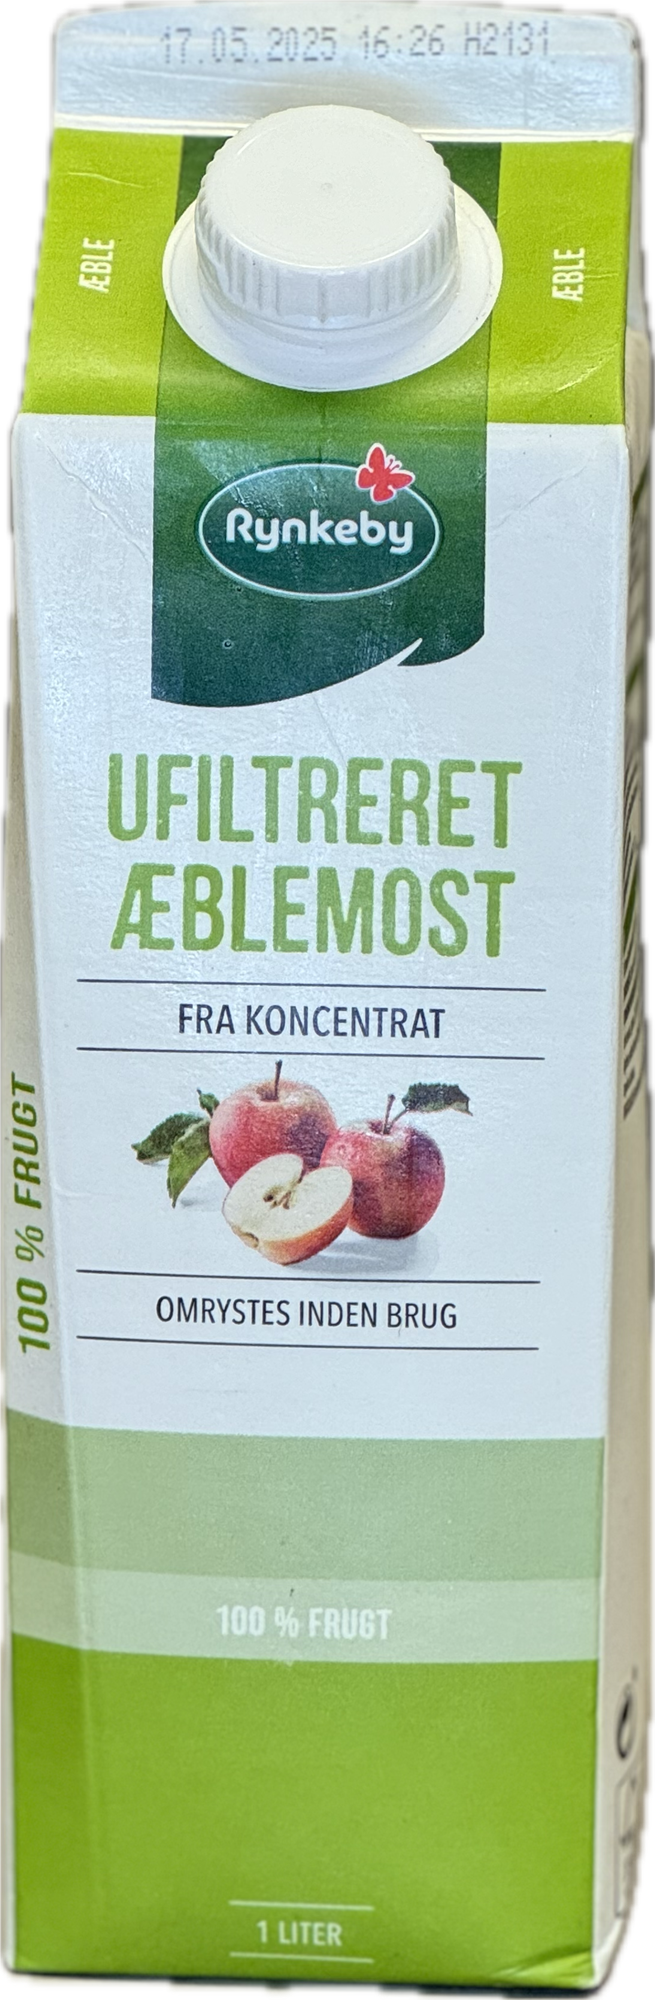 17.05.2025 16:26 H2131
ÆBLE
ÆBLE
Rynkeby
UFILTRERET
ÆBLEMOST
FRA KONCENTRAT
100 % FRUGT
OMRYSTES INDEN BRUG
100 % FRUGT
1 LITER